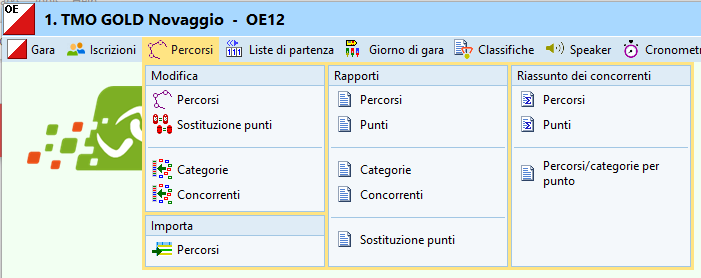 OE
1. TMO GOLD Novaggio - OE12
Gara Iscrizioni Percorsi Liste di partenza Giorno di gara Classifiche Speaker Cronometr
Modifica
Percorsi
Sostituzione punti
Categorie
Concorrenti
Importa
Percorsi
Rapporti
Percorsi
Punti
Categorie
Concorrenti
Sostituzione punti
Riassunto dei concorrenti
Percorsi
Punti
Percorsi/categorie per
punto